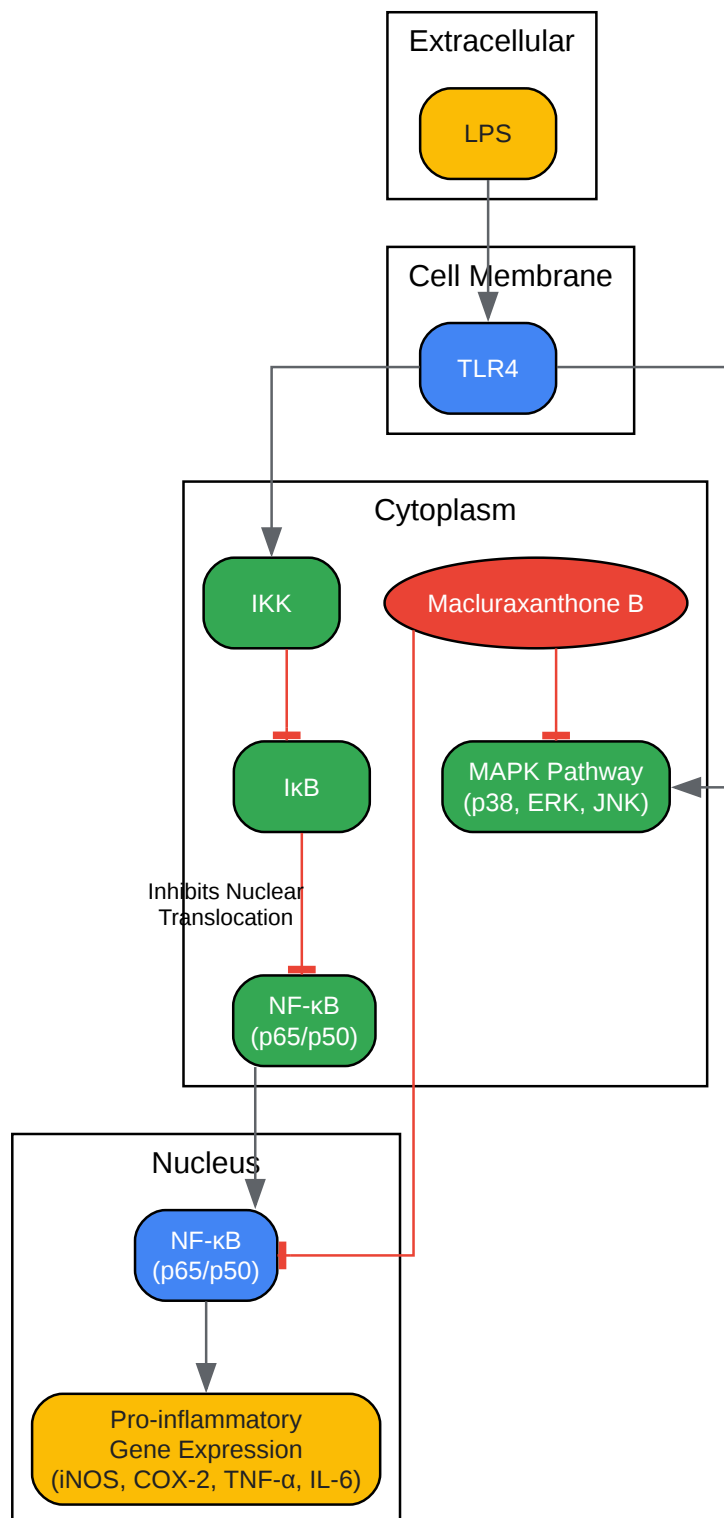 Extracellular
LPS
Cell Membrane
TLR4
Cytoplasm
IKK
Macluraxanthone B
IκB
MAPK Pathway
(p38, ERK, JNK)
Inhibits Nuclear
Translocation
NF-κB
(p65/p50)
Nucleus
NF-κB
(p65/p50)
Pro-inflammatory
Gene Expression
(iNOS, COX-2, TNF-α, IL-6)